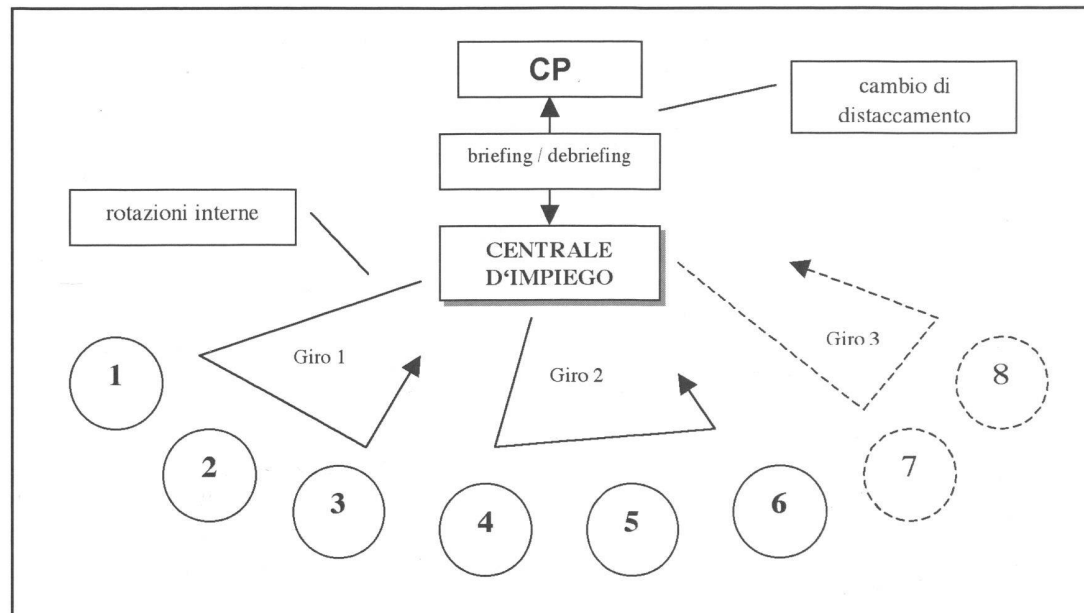 CP
cambio di
distaccamento
briefing / debriefing
rotazioni interne
CENTRALE
D‘IMPIEGO
Giro 1
Giro 2
Giro 3
1
2
3
4
5
6
7
8